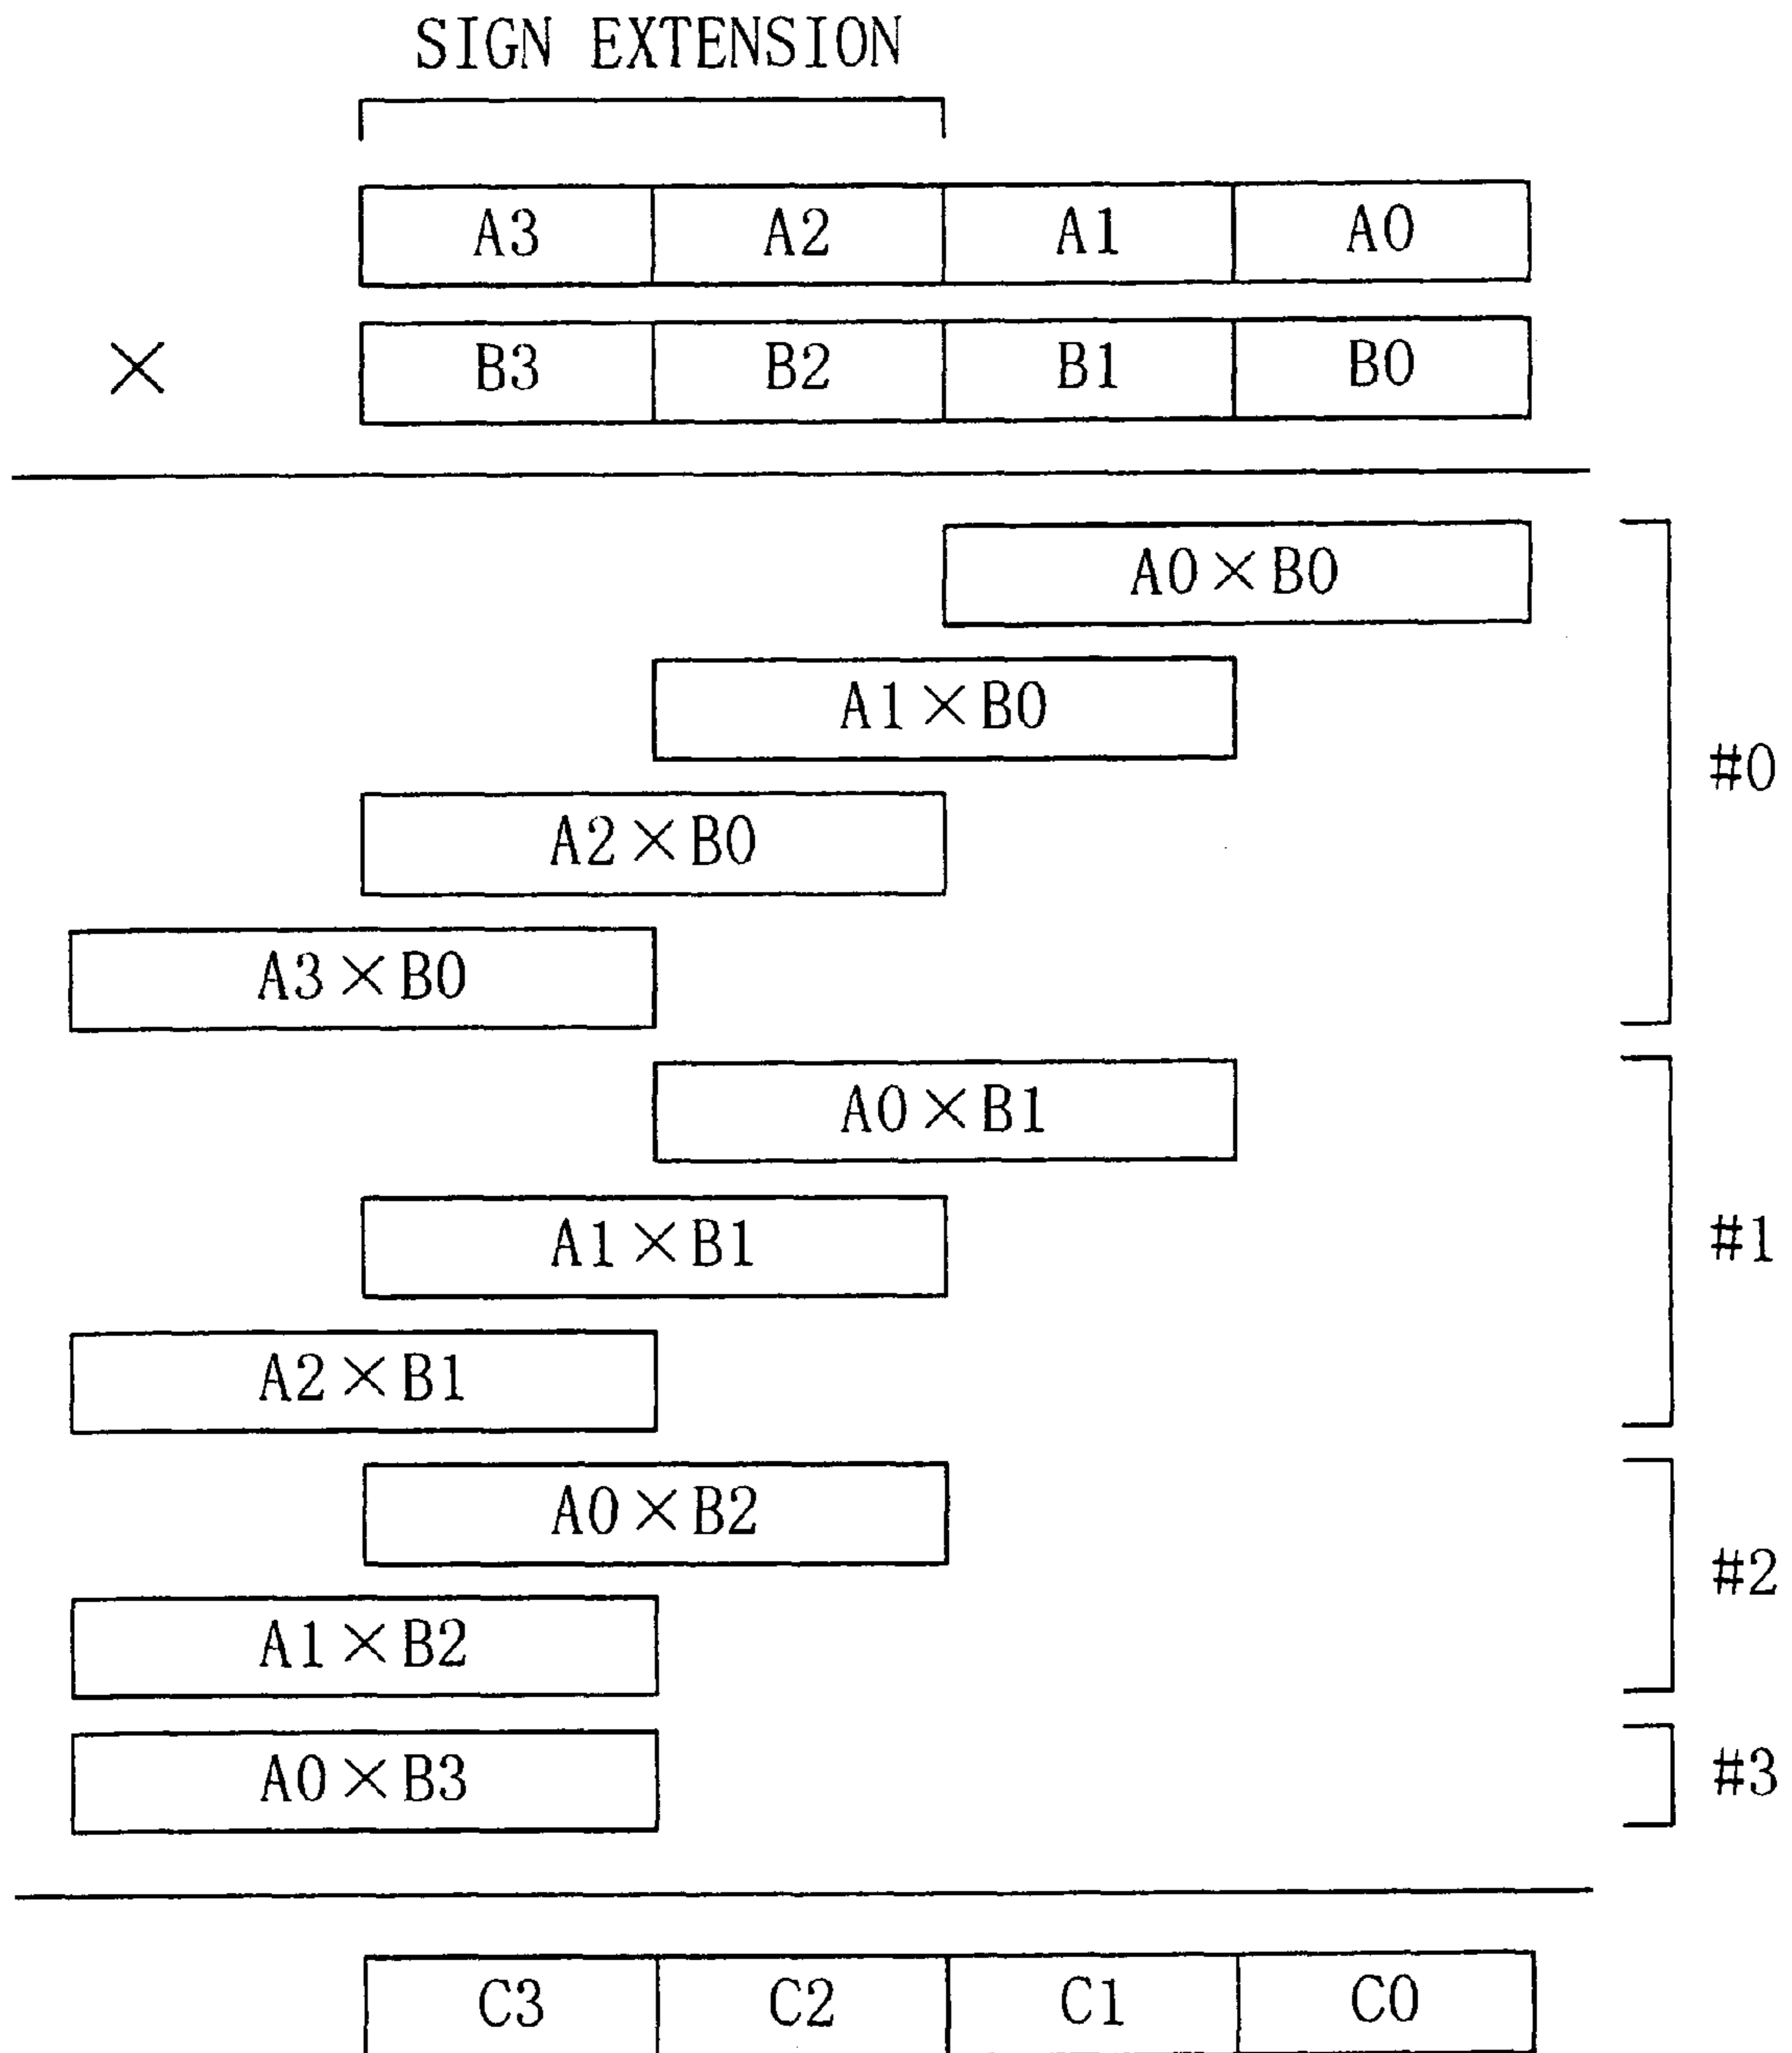 SIGN EXTENSION
A3 A2 A1 A0
× B3 B2 B1 B0
A0×B0
A1×B0
#0
A2×B0
A3×B0
A0×B1
A1×B1
#1
A2×B1
A0×B2
#2
A1×B2
A0×B3
#3
C3 C2 C1 C0